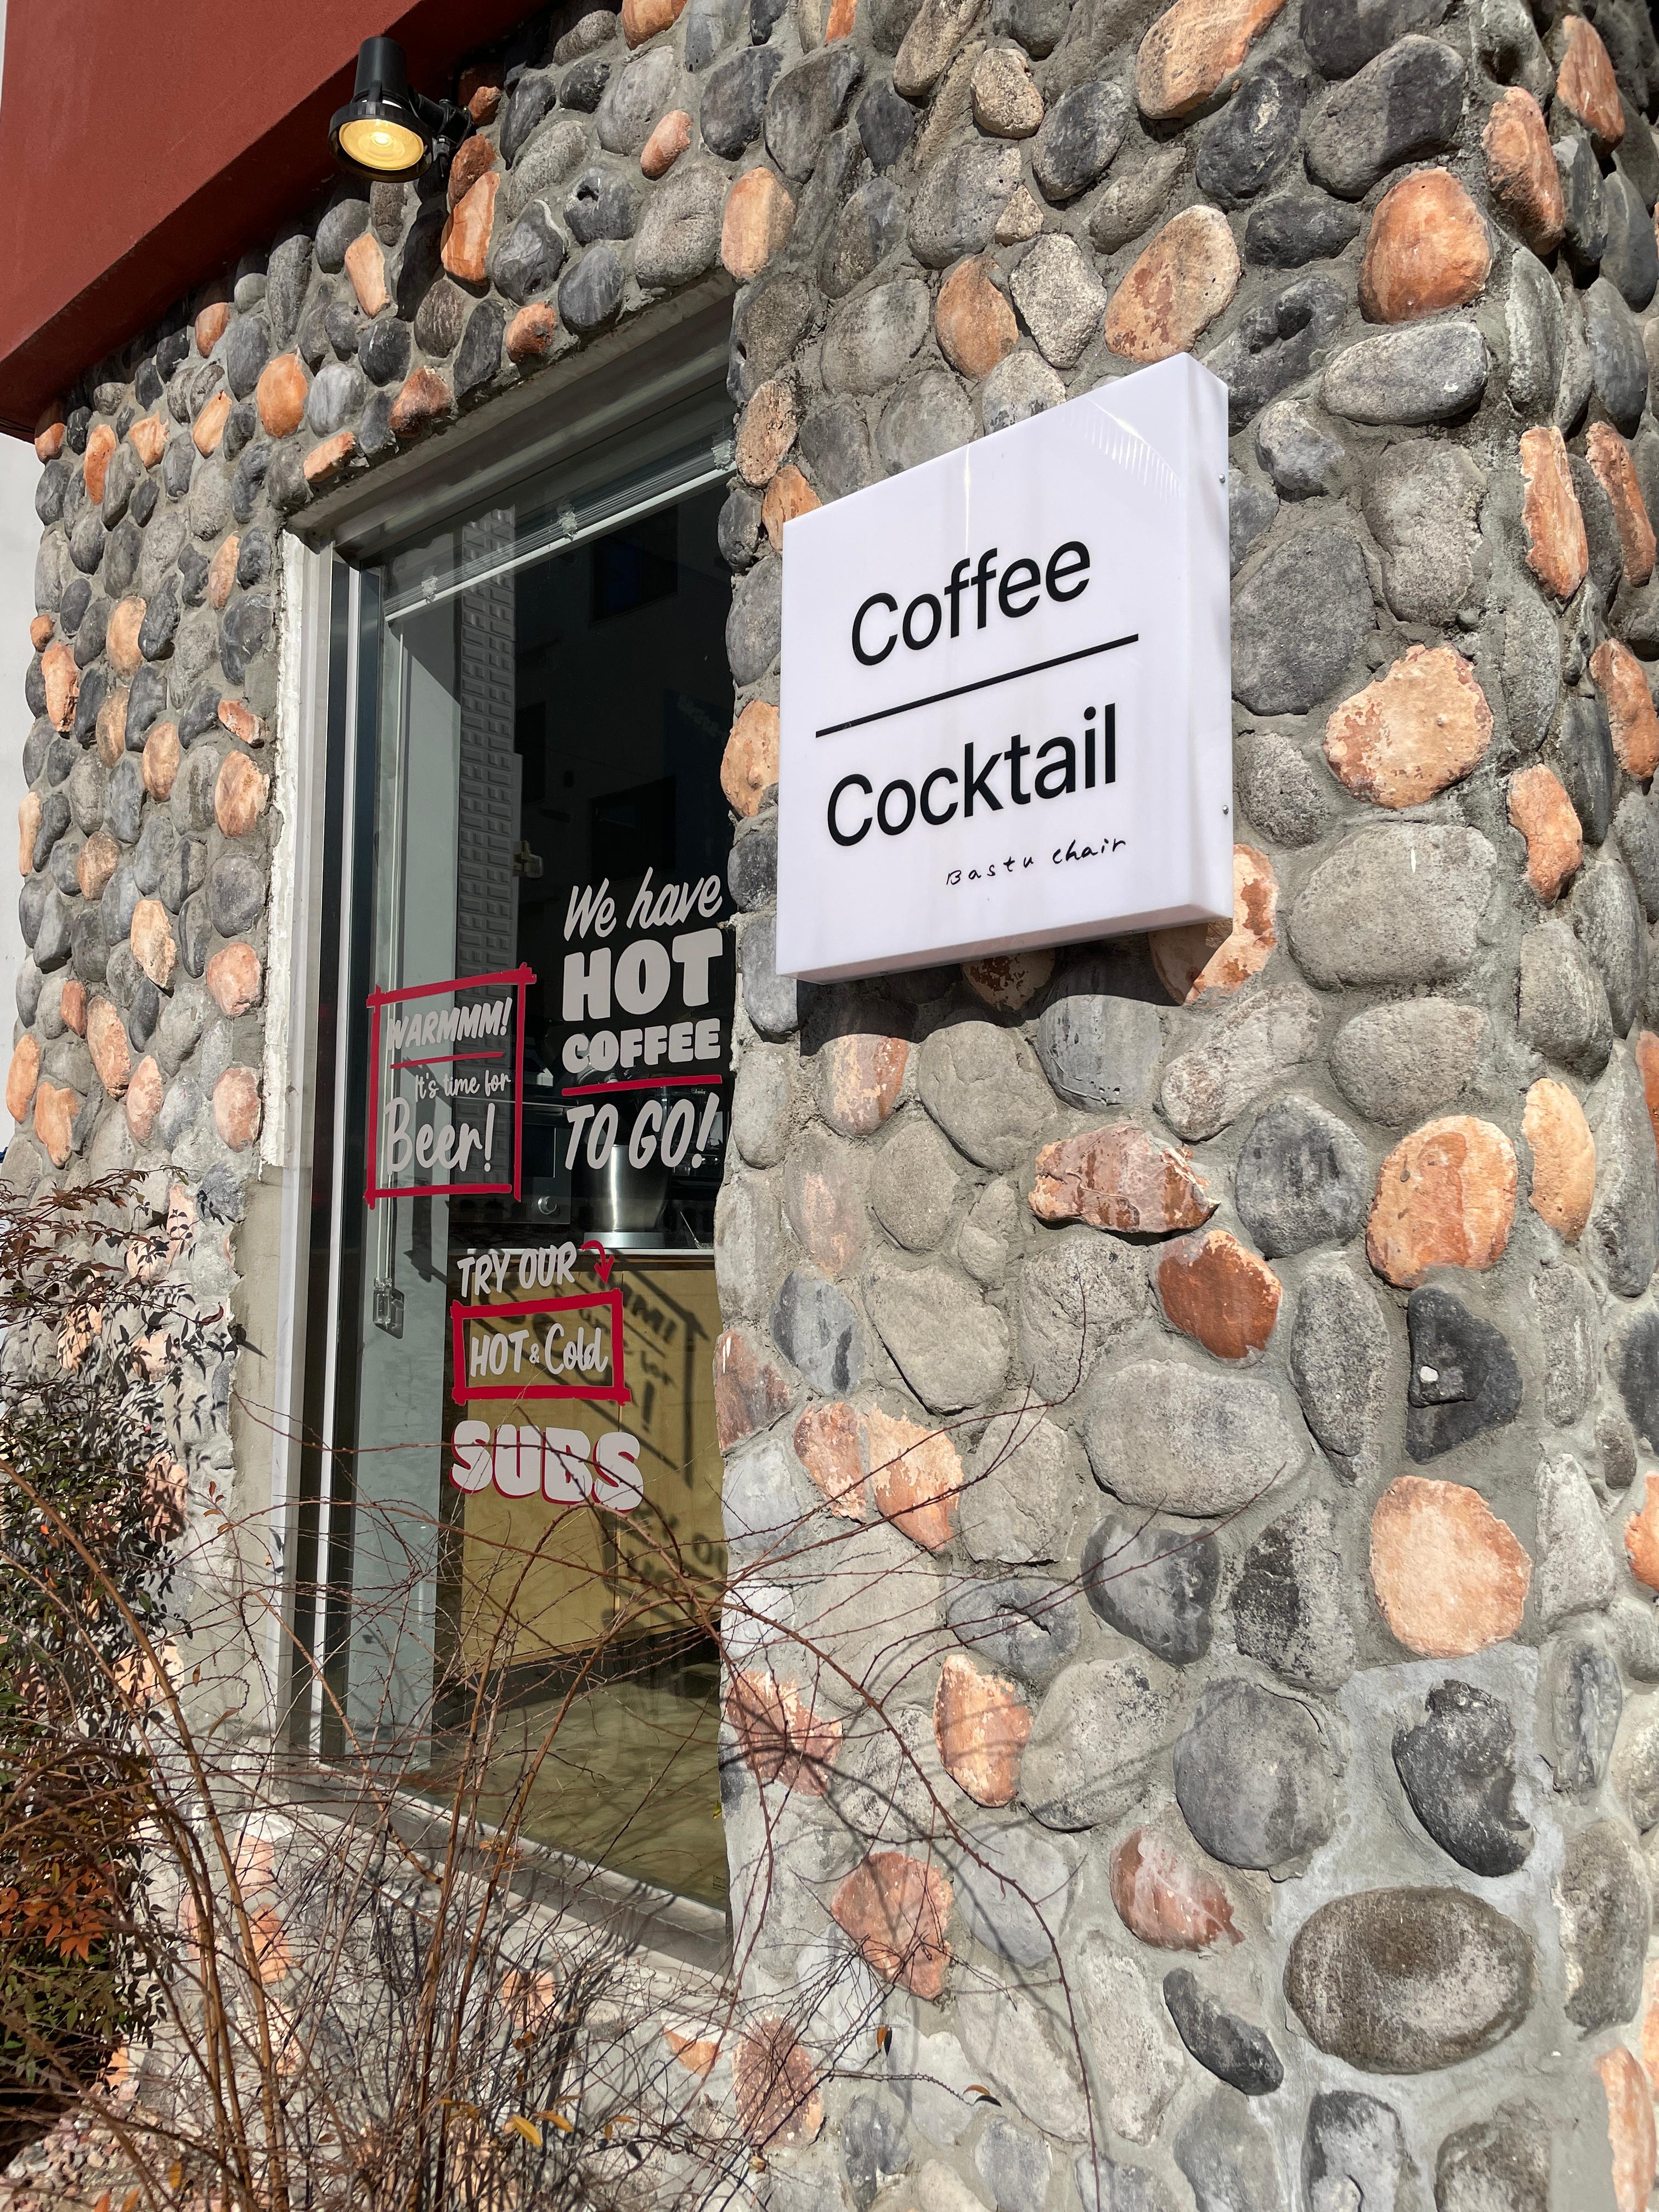 Coffee
Cocktail
Bastu chair
We have
HOT
COFFEE
TO GO!
WARMMM!
It's time for
Beer!
TRY OUR
HOT & Cold
SUBS